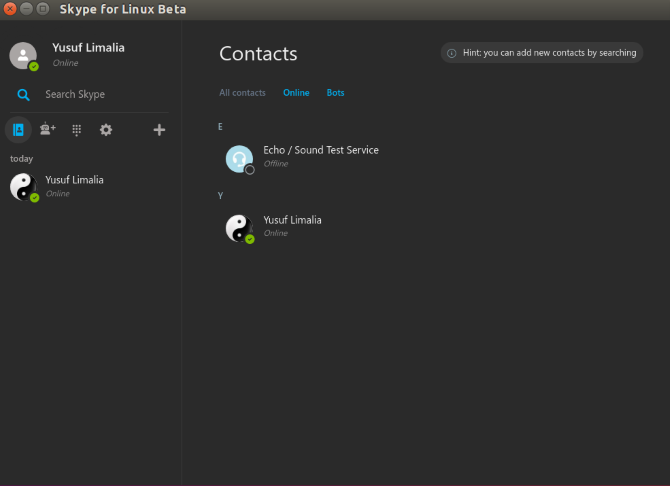 Skype for Linux Beta
Yusuf Limalia
Online
Search Skype
today
Yusuf Limalia
Online
Contacts
Hint: you can add new contacts by searching
All contacts Online Bots
E
Echo / Sound Test Service
Offline
Y
Yusuf Limalia
Online